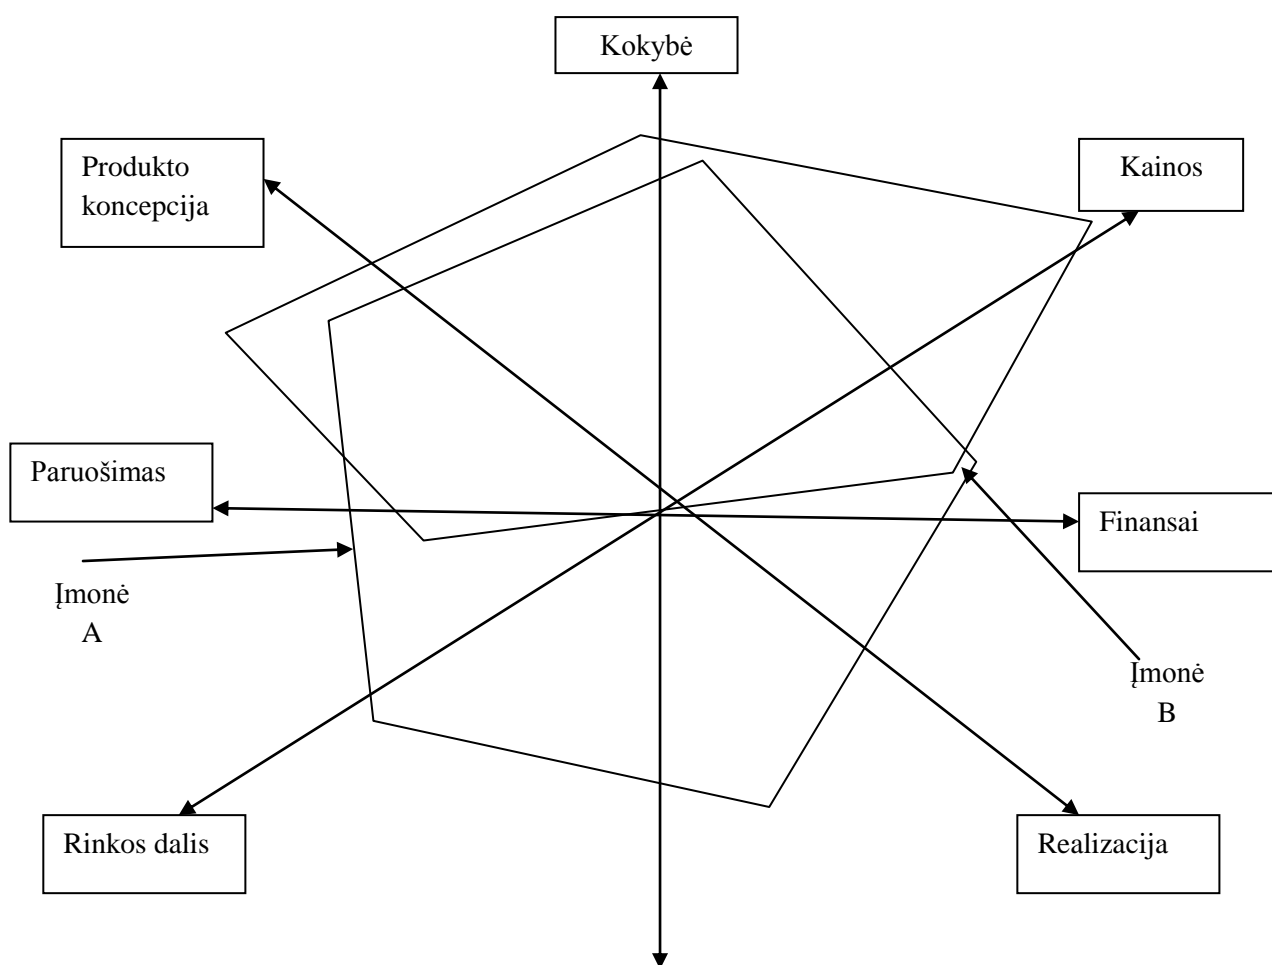 Kokybė
Produkto
koncepcija
Kainos
Paruošimas
Finansai
Įmonė
A
Įmonė
B
Rinkos dalis
Realizacija